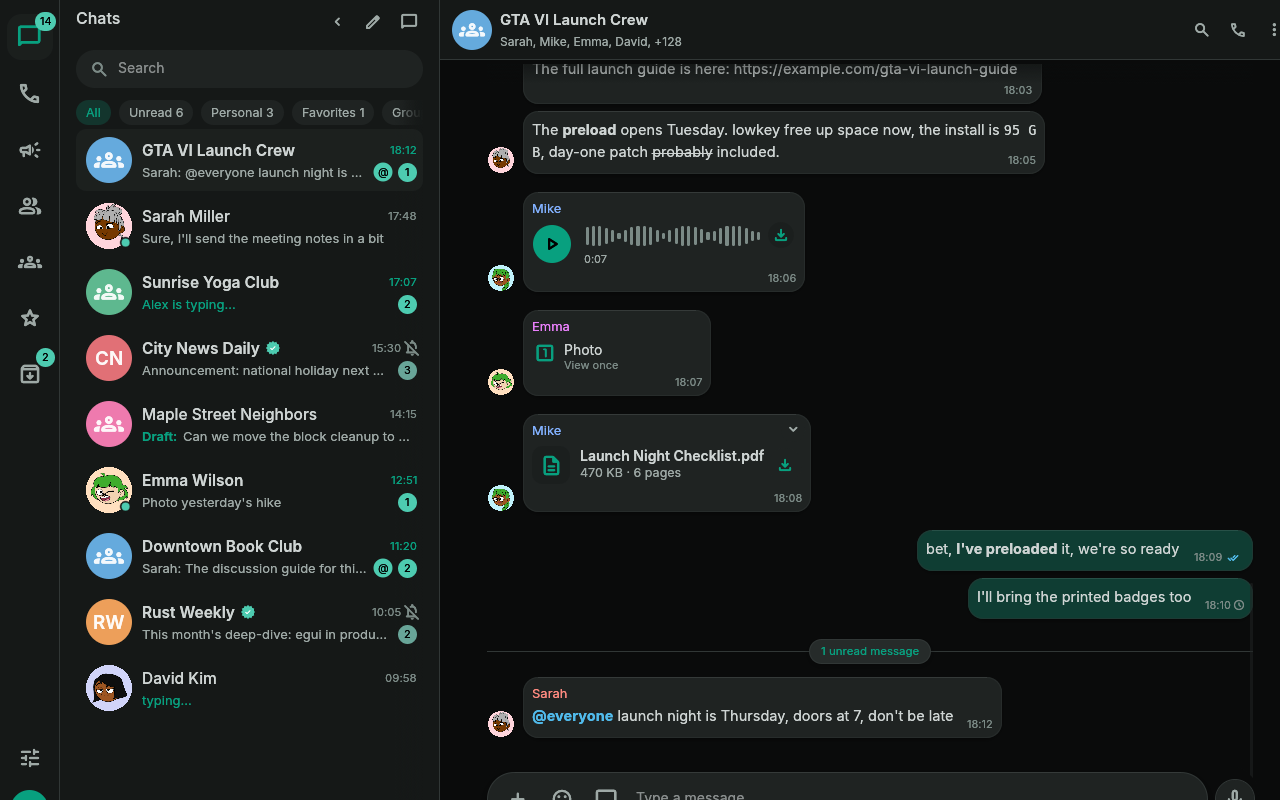 14
2
Chats
Search
All
Unread 6
Personal 3
Favorites 1
GTA VI Launch Crew
18:12
Sarah: @everyone launch night is ...
@
1
Sarah Miller
17:48
Sure, I'll send the meeting notes in a bit
Sunrise Yoga Club
17:07
Alex is typing...
2
CN
City News Daily
15:30
Announcement: national holiday next ...
3
Maple Street Neighbors
14:15
Draft: Can we move the block cleanup to ...
Emma Wilson
12:51
Photo yesterday's hike
1
Downtown Book Club
11:20
Sarah: The discussion guide for thi...
@
2
RW
Rust Weekly
10:05
This month's deep-dive: egui in produ...
2
David Kim
09:58
typing...
GTA VI Launch Crew
Sarah, Mike, Emma, David, +128
The full launch guide is here: https://example.com/gta-vi-launch-guide
18:03
The preload opens Tuesday. lowkey free up space now, the install is 95 G
B, day-one patch probably included.
18:05
Mike
0:07
18:06
Emma
1
Photo
View once
18:07
Mike
Launch Night Checklist.pdf
470 KB · 6 pages
18:08
bet, I've preloaded it, we're so ready
18:09
I'll bring the printed badges too
18:10
1 unread message
Sarah
@everyone launch night is Thursday, doors at 7, don't be late
18:12
Type a message